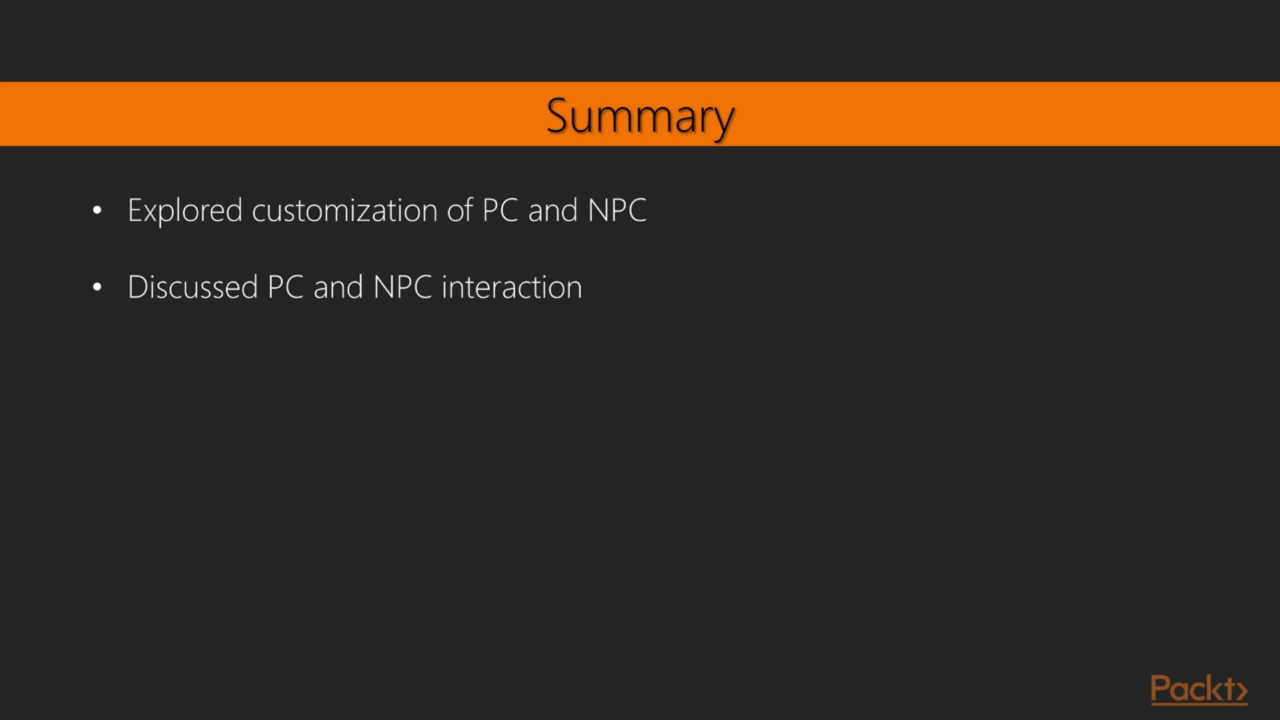 Summary
• Explored customization of PC and NPC
• Discussed PC and NPC interaction
Packt>